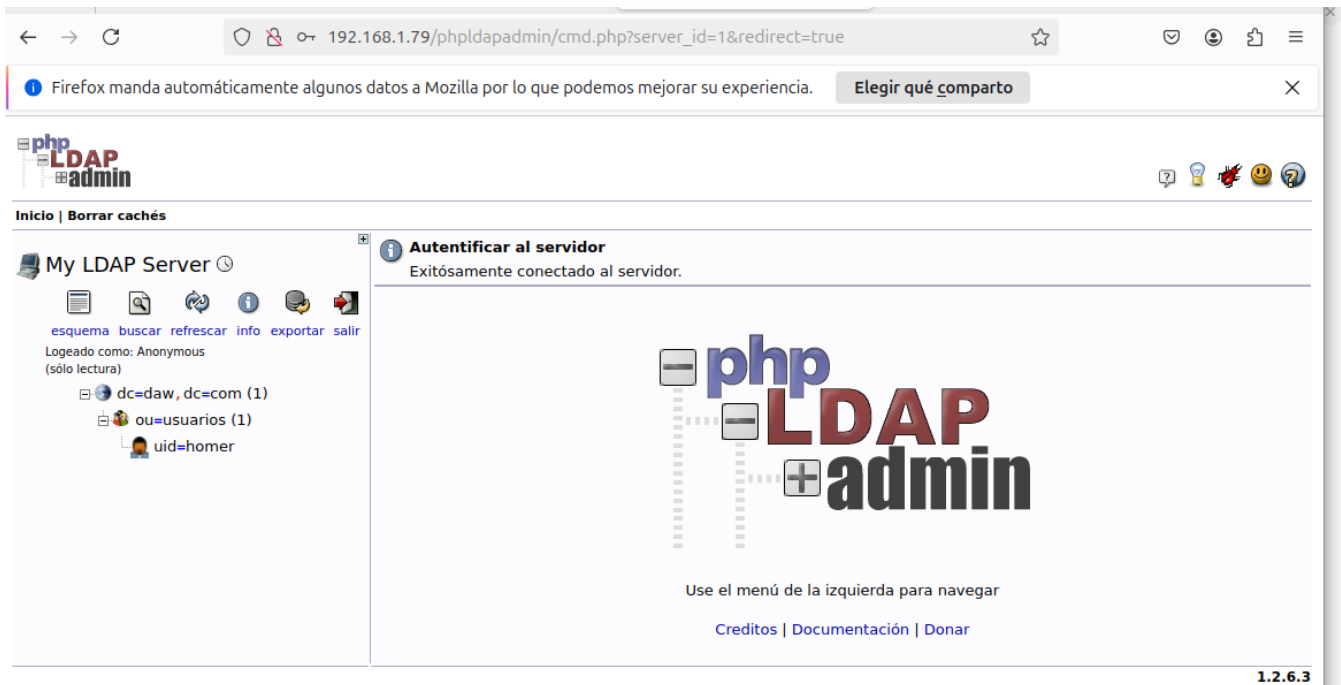 192.168.1.79/phpldapadmin/cmd.php?server_id=1&redirect=true
Firefox manda automáticamente algunos datos a Mozilla por lo que podemos mejorar su experiencia. Elegir qué comparto
php
LDAP
admin
Inicio | Borrar cachés
My LDAP Server
esquema buscar refrescar info exportar salir
Logeado como: Anonymous
(sólo lectura)
dc=daw, dc=com (1)
ou=usuarios (1)
uid=homer
Autentificar al servidor
Exitósamente conectado al servidor.
php
LDAP
admin
Use el menú de la izquierda para navegar
Creditos | Documentación | Donar
1.2.6.3